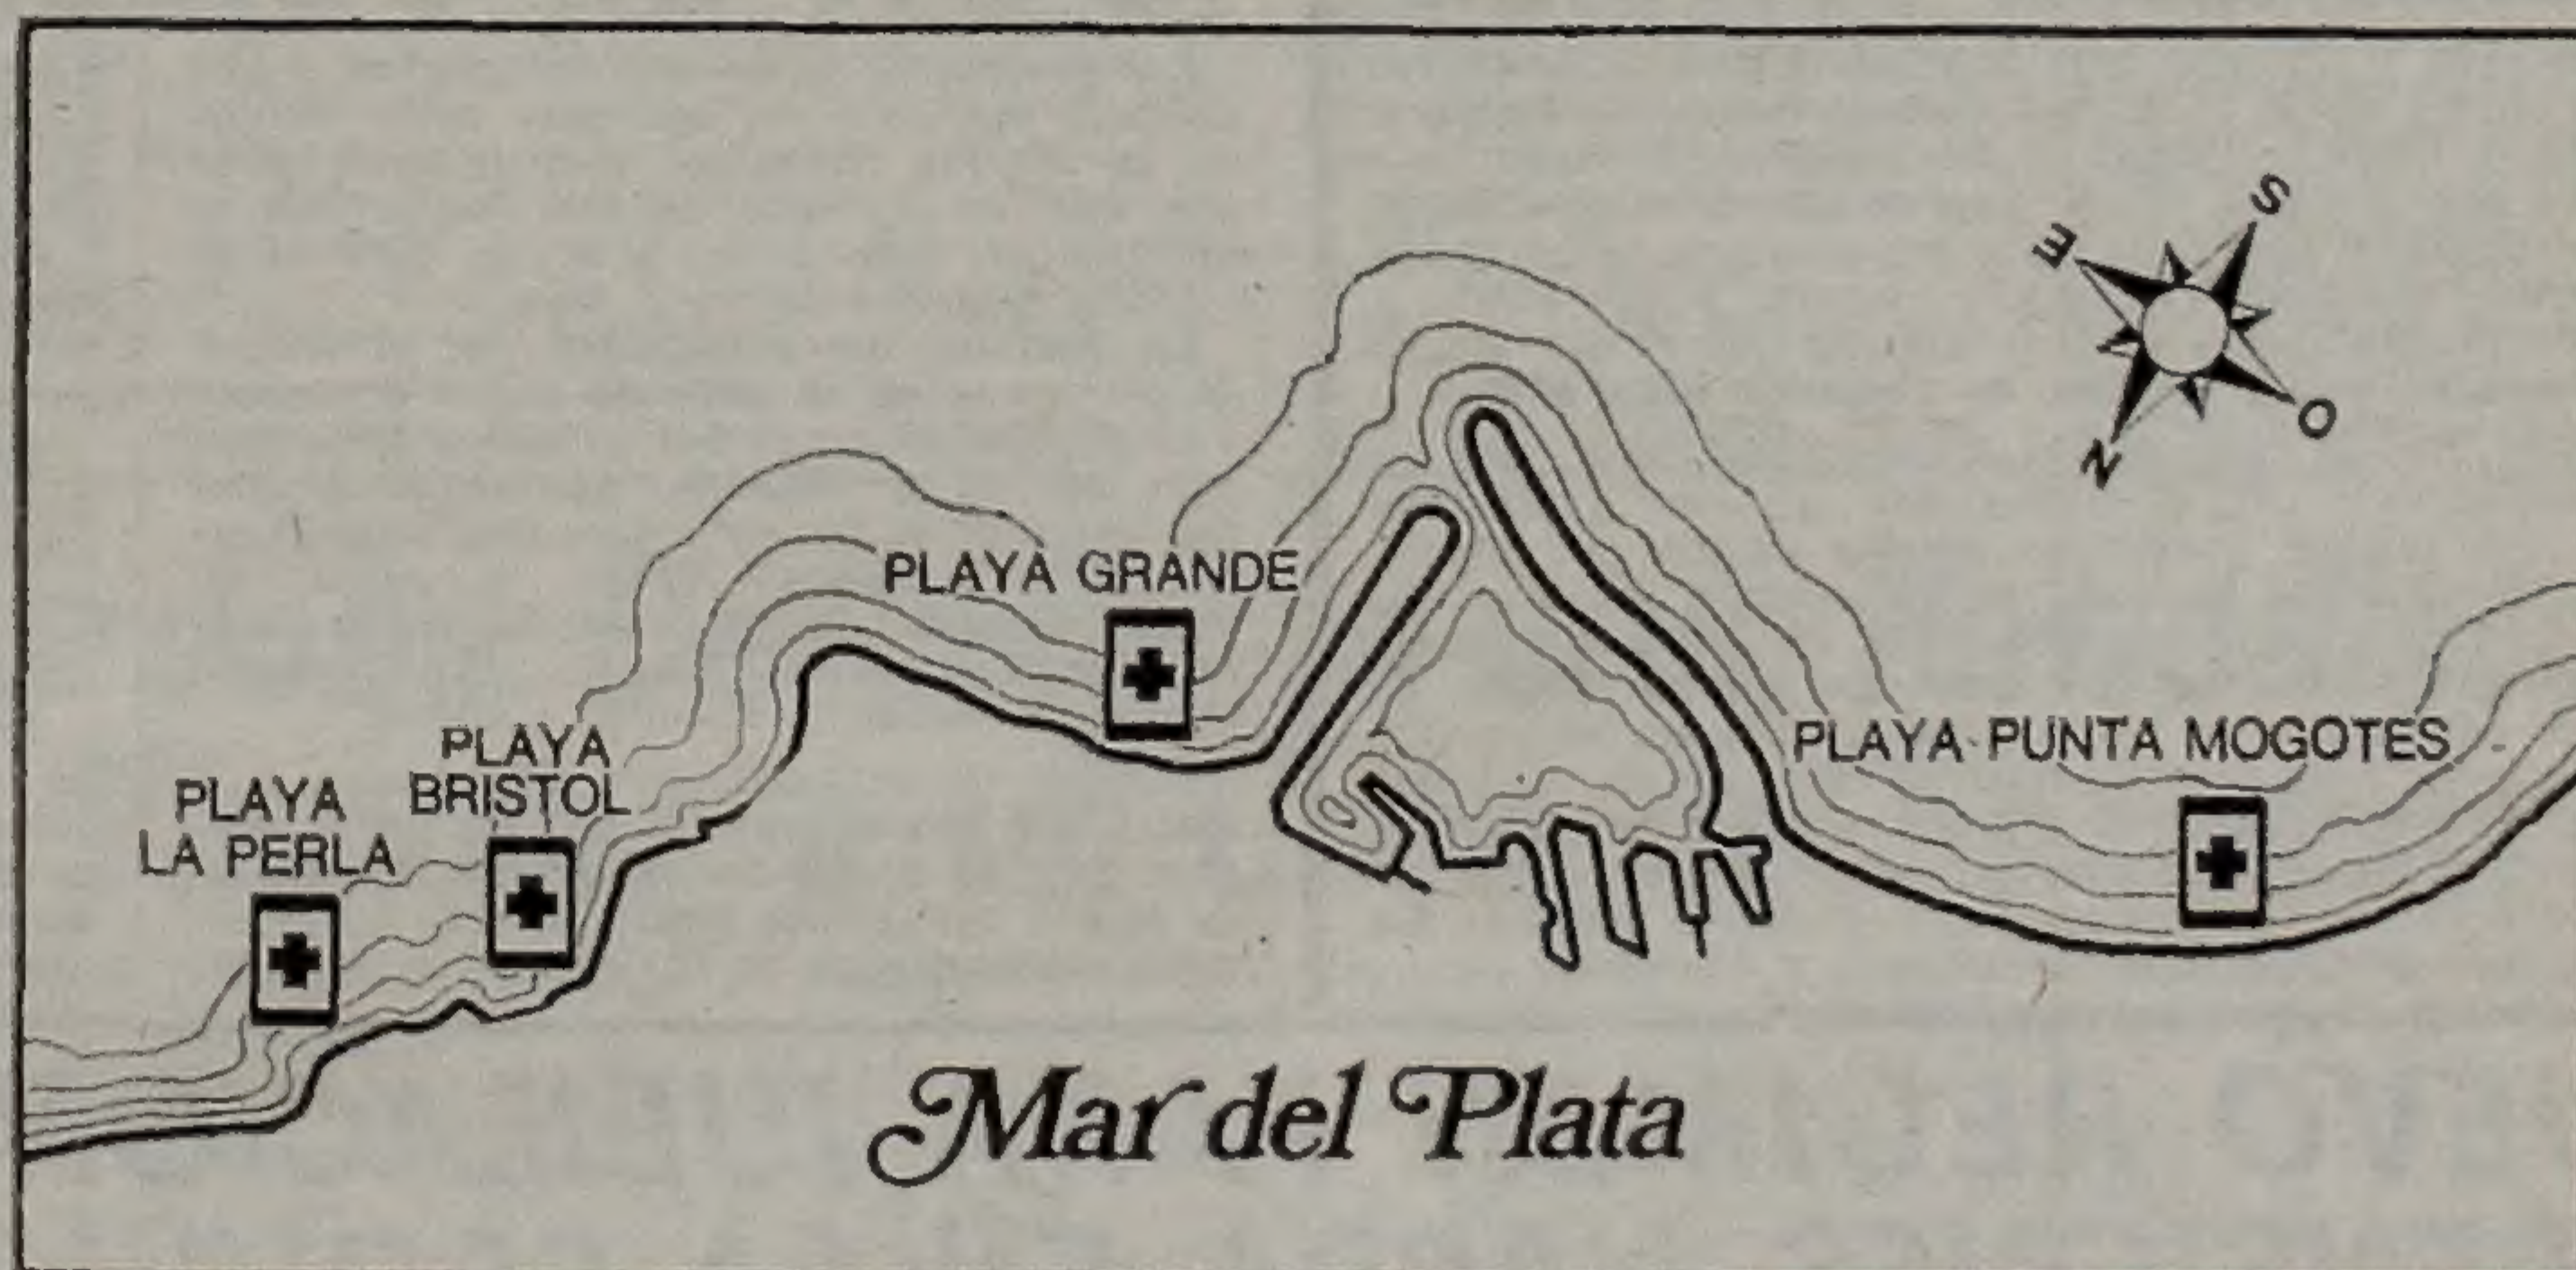 S
E
O
N
PLAYA GRANDE
PLAYA
BRISTOL
PLAYA PUNTA MOGOTES
PLAYA
LA PERLA
Mar del Plata